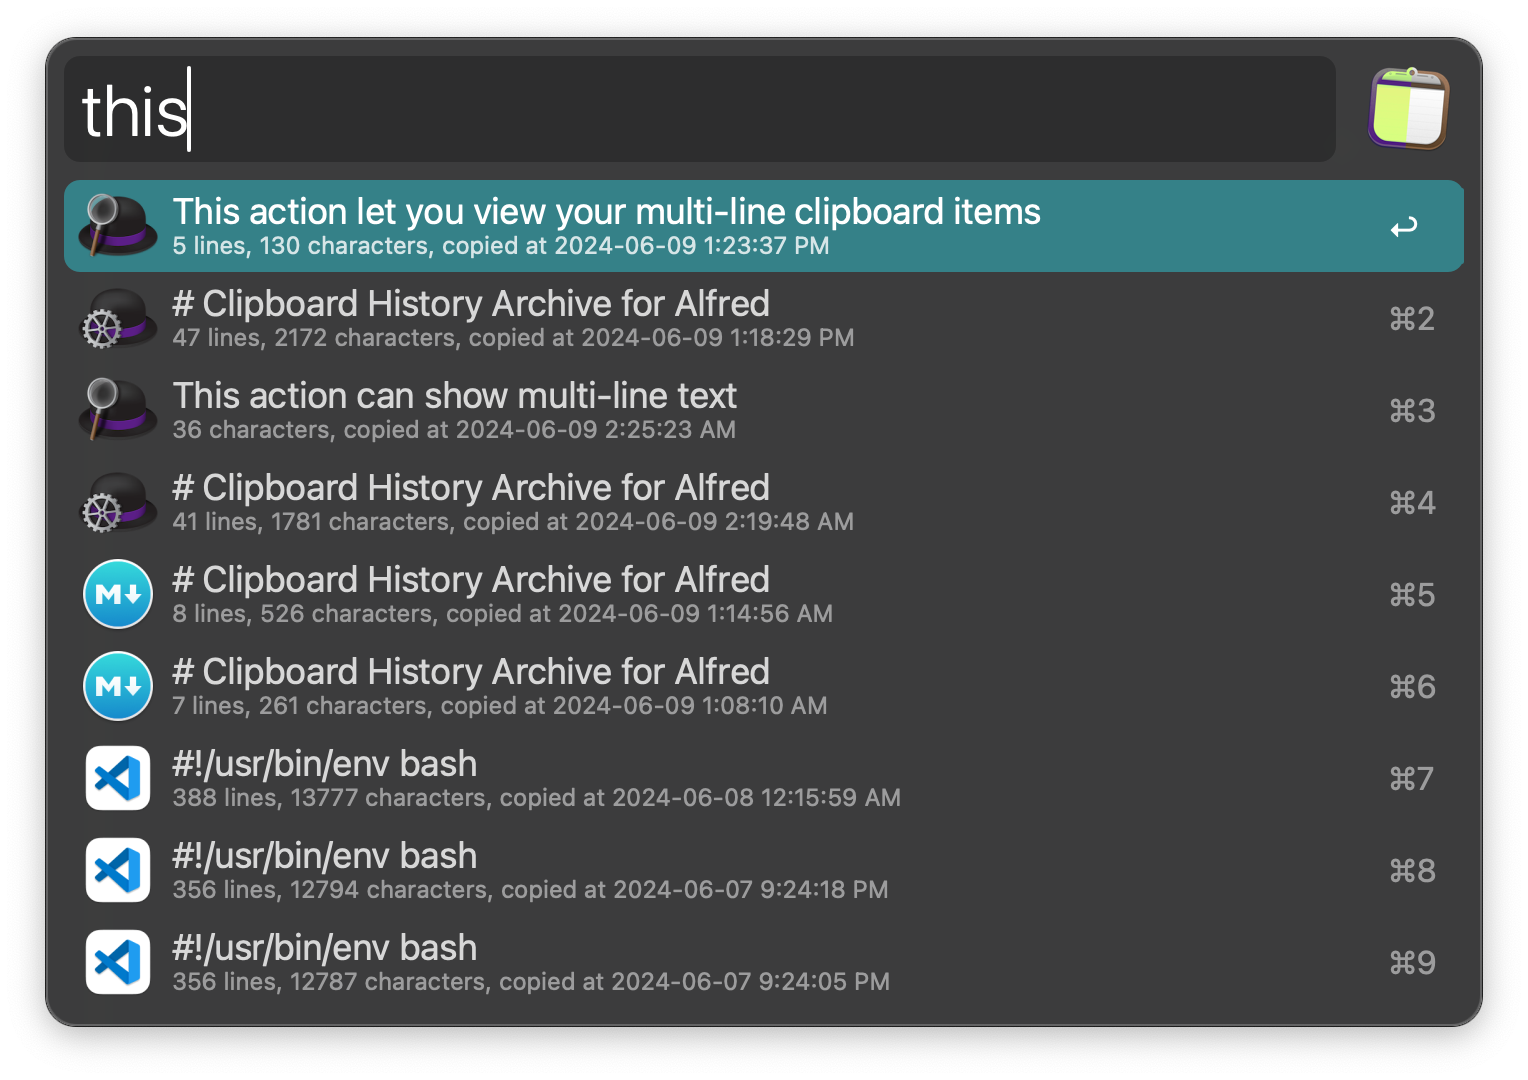 this
This action let you view your multi-line clipboard items
5 lines, 130 characters, copied at 2024-06-09 1:23:37 PM
# Clipboard History Archive for Alfred
47 lines, 2172 characters, copied at 2024-06-09 1:18:29 PM
⌘2
This action can show multi-line text
36 characters, copied at 2024-06-09 2:25:23 AM
⌘3
# Clipboard History Archive for Alfred
41 lines, 1781 characters, copied at 2024-06-09 2:19:48 AM
⌘4
M
# Clipboard History Archive for Alfred
8 lines, 526 characters, copied at 2024-06-09 1:14:56 AM
⌘5
M
# Clipboard History Archive for Alfred
7 lines, 261 characters, copied at 2024-06-09 1:08:10 AM
⌘6
#!/usr/bin/env bash
388 lines, 13777 characters, copied at 2024-06-08 12:15:59 AM
⌘7
#!/usr/bin/env bash
356 lines, 12794 characters, copied at 2024-06-07 9:24:18 PM
⌘8
#!/usr/bin/env bash
356 lines, 12787 characters, copied at 2024-06-07 9:24:05 PM
⌘9